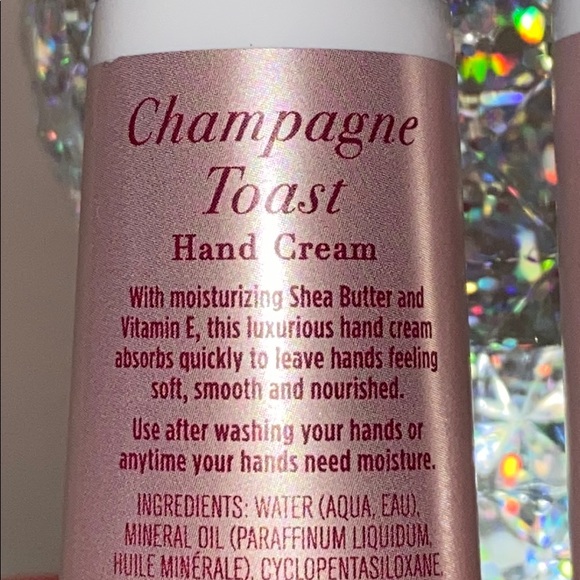 Champagne
Toast
Hand Cream
With moisturizing Shea Butter and
Vitamin E, this luxurious hand cream
absorbs quickly to leave hands feeling
soft, smooth and nourished.
Use after washing your hands or
anytime your hands need moisture.
INGREDIENTS: WATER (AQUA, EAU),
MINERAL OIL (PARAFFINUM LIQUIDUM,
HUILE MINÉRALE), CYCLOPENTASILOXANE,